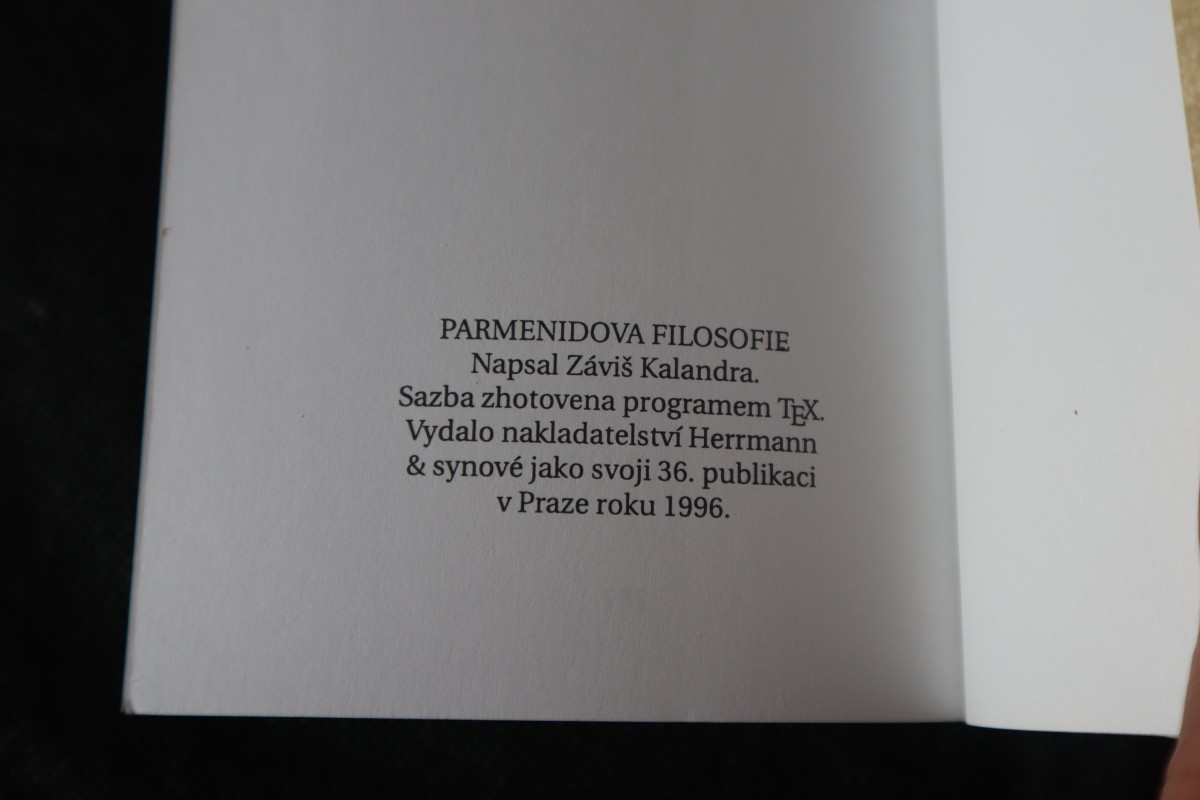 PARMENIDOVA FILOSOFIE
Napsal Záviš Kalandra.
Sazba zhotovena programem TEX.
Vydalo nakladatelství Herrmann
& synové jako svoji 36. publikaci
v Praze roku 1996.